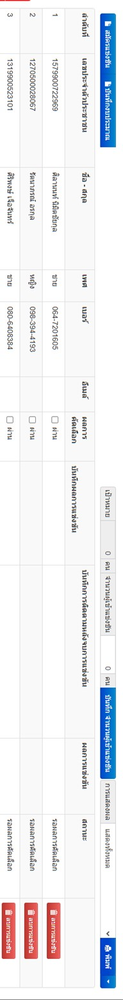 สมัครแข่งขัน บันทึกงบประมาณ
เป้าหมาย 0 คน จำนวนผู้เข้าแข่งขัน 0 คน บันทึก จำนวนผู้เข้าแข่งขัน การแสดงผล แสดงทั้งหมด พิมพ์
ลำดับที่ เลขประจำตัวประชาชน ชื่อ - สกุล เพศ เบอร์ อีเมล์ ผลการคัดเลือก บันทึกผลการแข่งขัน บันทึกการติดตามหลังจบการแข่งขัน ผลการแข่งขัน สถานะ
1 1579900722969 ศิลานนท์ นิมิตชัยกุล ชาย 064-7201605 ผ่าน รอผลการคัดเลือก ลบการแข่งขัน
2 1270500028067 รัตนาภรณ์ อรกุล หญิง 098-394-4193 ผ่าน รอผลการคัดเลือก ลบการแข่งขัน
3 1319900523101 ศิริพงษ์ เจือจันทร์ ชาย 080-6408384 ผ่าน รอผลการคัดเลือก ลบการแข่งขัน